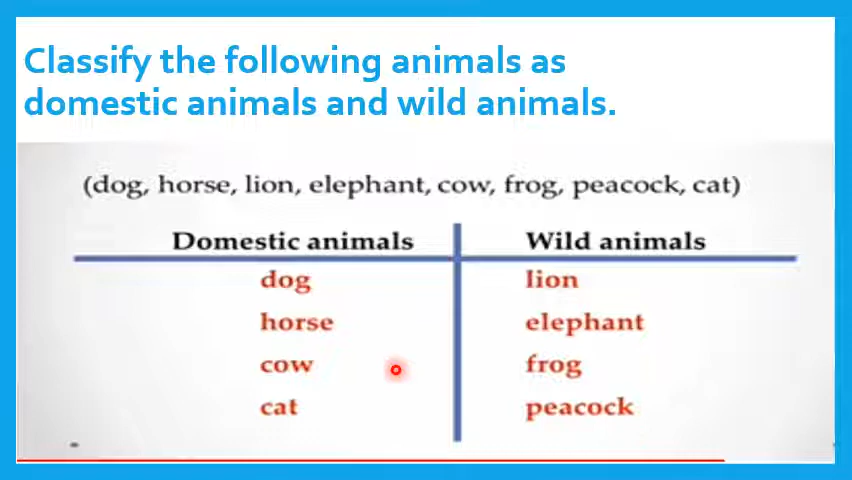 Classify the following animals as
domestic animals and wild animals.
(dog, horse, lion, elephant, cow, frog, peacock, cat)
Domestic animals Wild animals
dog lion
horse elephant
cow frog
cat peacock